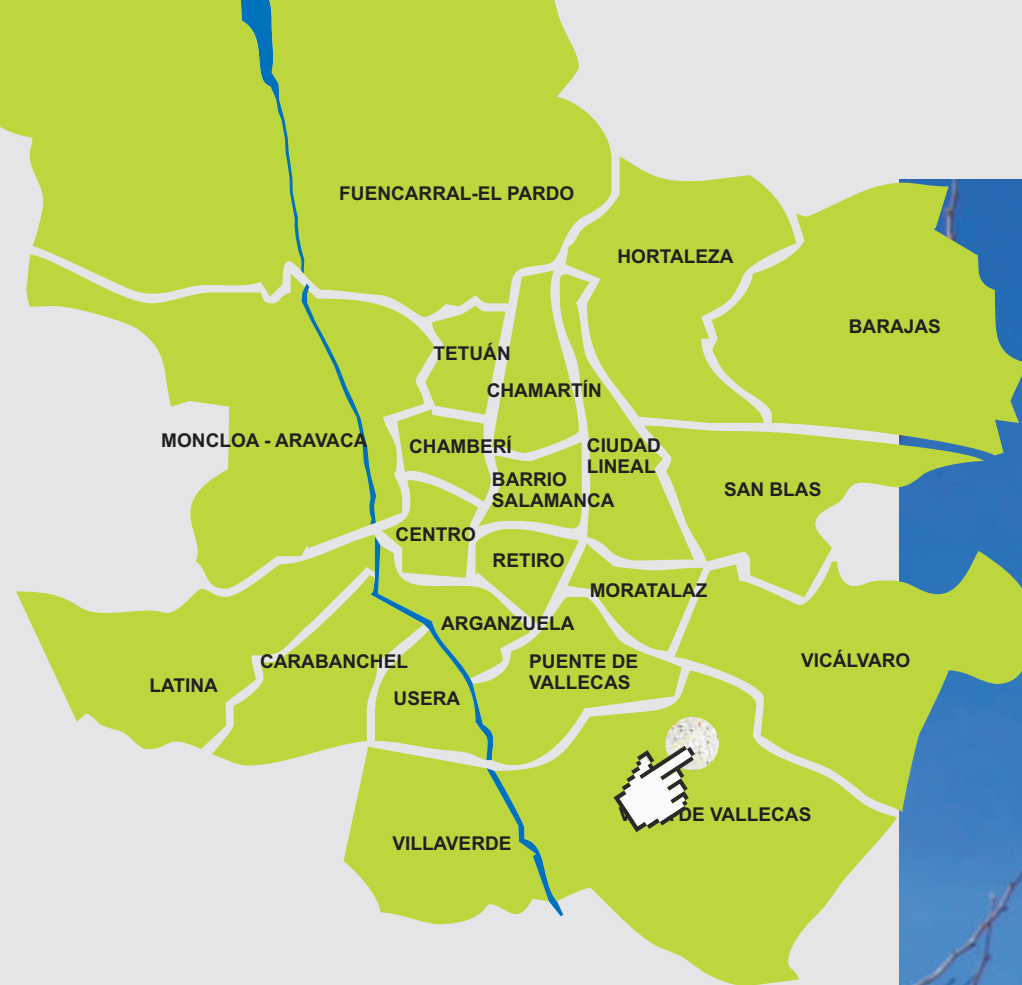 FUENCARRAL-EL PARDO
HORTALEZA
BARAJAS
TETUÁN
CHAMARTÍN
MONCLOA - ARAVACA
CHAMBERÍ
CIUDAD
LINEAL
BARRIO
SALAMANCA
SAN BLAS
CENTRO
RETIRO
MORATALAZ
ARGANZUELA
CARABANCHEL
LATINA
USERA
PUENTE DE
VALLECAS
VICÁLVARO
DE VALLECAS
VILLAVERDE